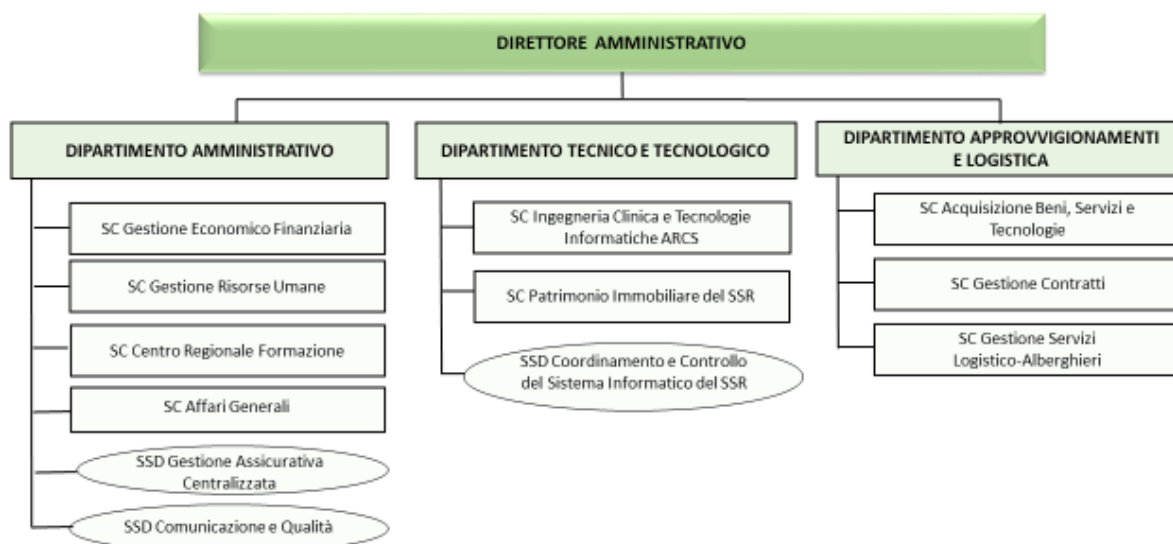 DIRETTORE AMMINISTRATIVO
DIPARTIMENTO AMMINISTRATIVO
SC Gestione Economico Finanziaria
SC Gestione Risorse Umane
SC Centro Regionale Formazione
SC Affari Generali
SSD Gestione Assicurativa
Centralizzata
SSD Comunicazione e Qualità
DIPARTIMENTO TECNICO E TECNOLOGICO
SC Ingegneria Clinica e Tecnologie
Informatiche ARCS
SC Patrimonio Immobiliare del SSR
SSD Coordinamento e Controllo
del Sistema Informatico del SSR
DIPARTIMENTO APPROVVIGIONAMENTI
E LOGISTICA
SC Acquisizione Beni, Servizi e
Tecnologie
SC Gestione Contratti
SC Gestione Servizi
Logistico-Alberghieri